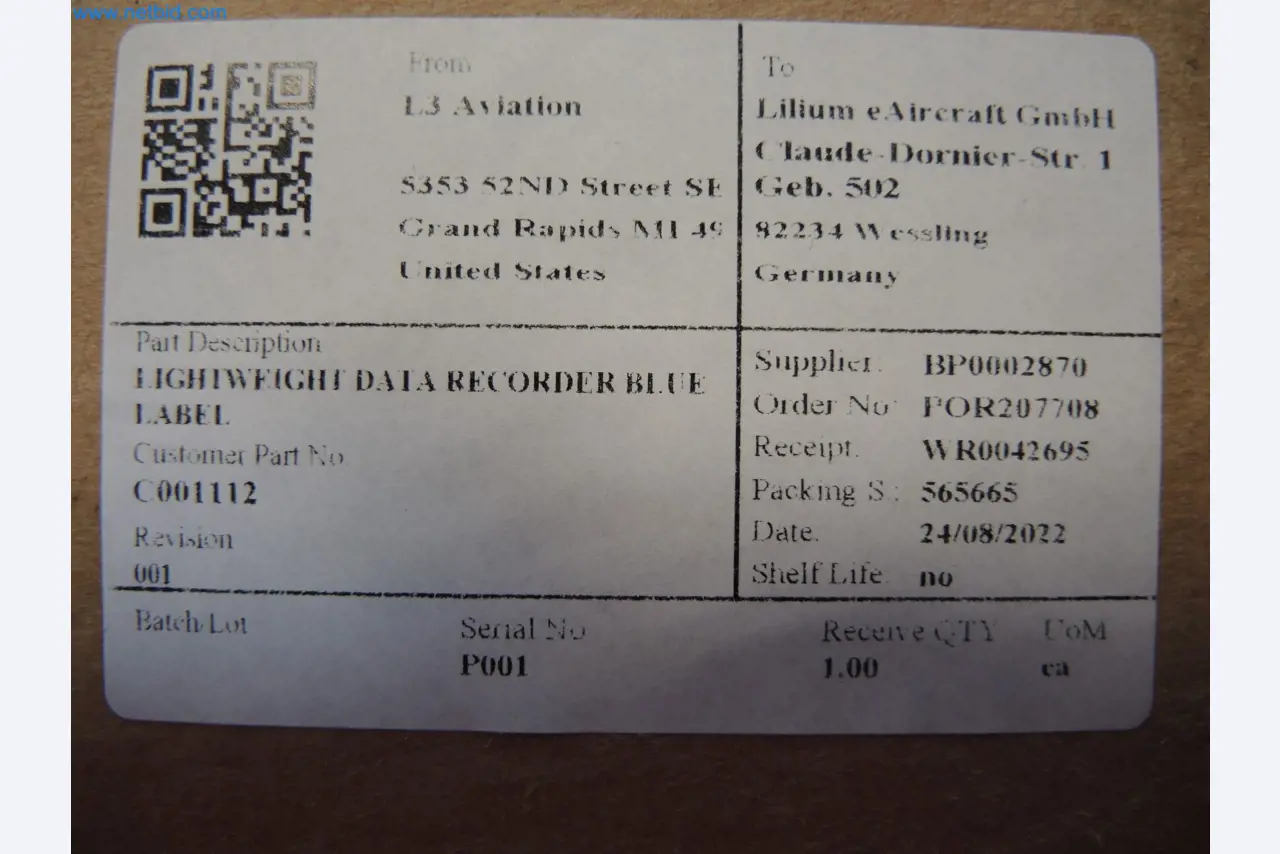 www.netbid.com
From
L3 Aviation
5353 52ND Street SE
Grand Rapids MI 49
United States
To
Lilium eAircraft GmbH
Claude-Dornier-Str. 1
Geb. 502
82234 Wessling
Germany
Part Description
LIGHTWEIGHT DATA RECORDER BLUE
LABEL
Customer Part No.
C001112
Revision
001
Supplier: BP0002870
Order No: POR207708
Receipt: WR0042695
Packing S.: 565665
Date: 24/08/2022
Shelf Life: no
Batch/Lot
Serial No
P001
Receive QTY
1.00
UoM
ea